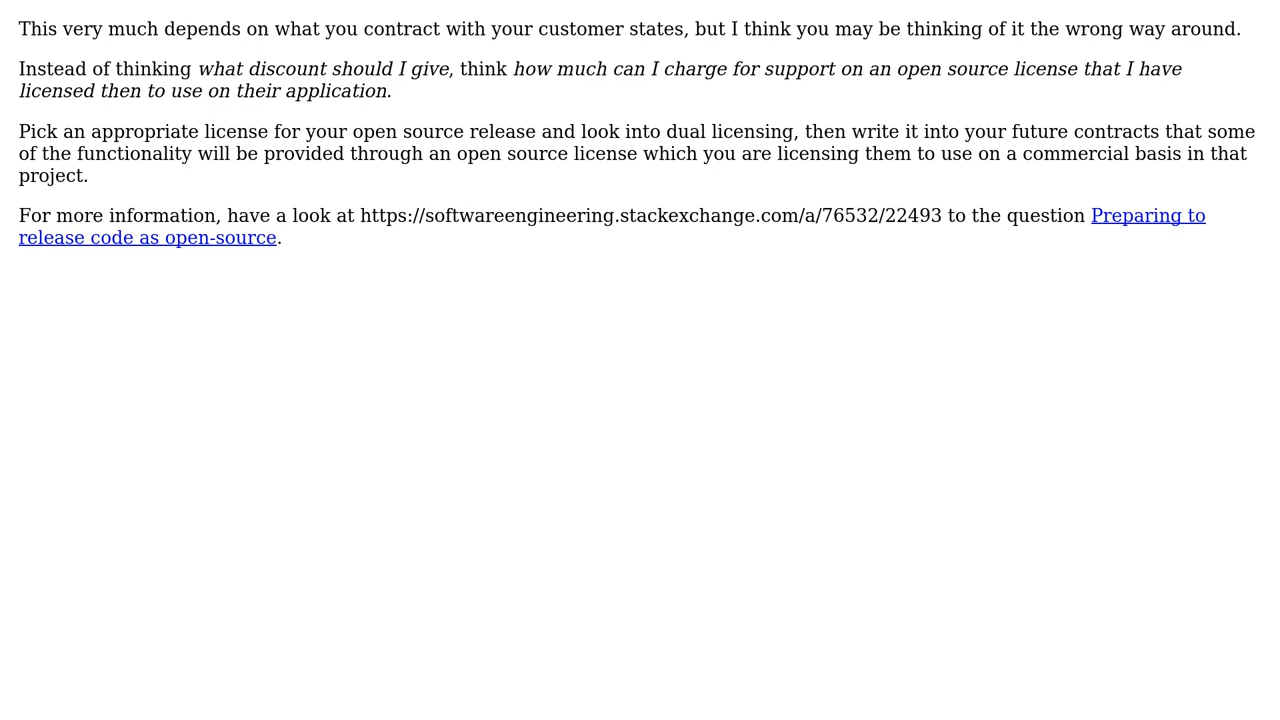 This very much depends on what you contract with your customer states, but I think you may be thinking of it the wrong way around.
Instead of thinking what discount should I give, think how much can I charge for support on an open source license that I have
licensed then to use on their application.
Pick an appropriate license for your open source release and look into dual licensing, then write it into your future contracts that some
of the functionality will be provided through an open source license which you are licensing them to use on a commercial basis in that
project.
For more information, have a look at https://softwareengineering.stackexchange.com/a/76532/22493 to the question Preparing to
release code as open-source.